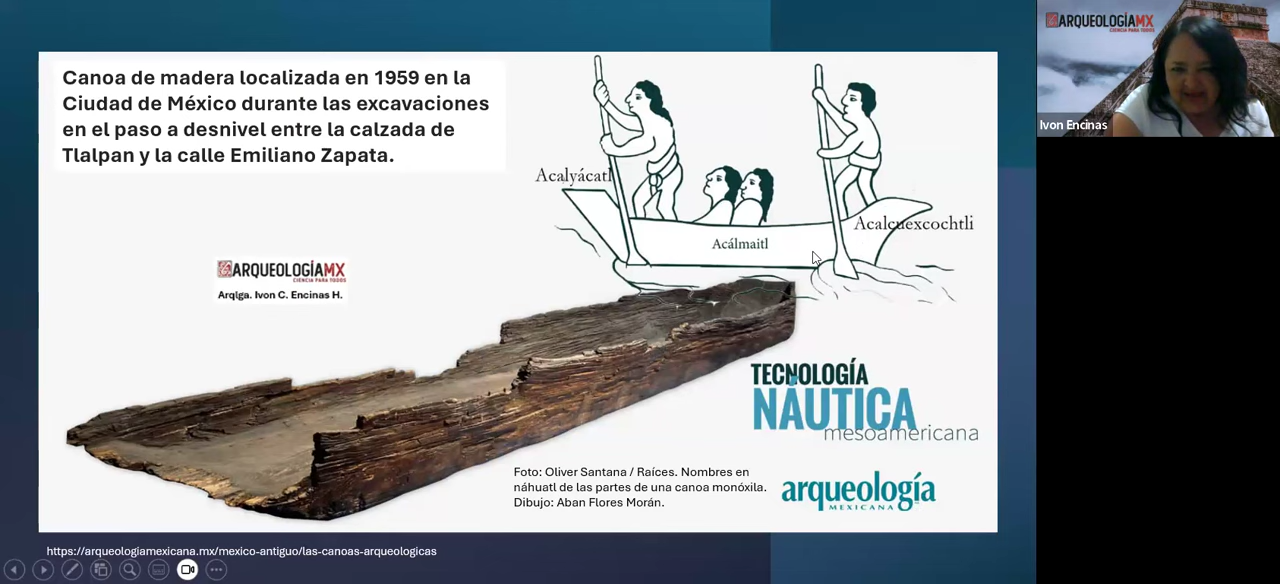 Canoa de madera localizada en 1959 en la
Ciudad de México durante las excavaciones
en el paso a desnivel entre la calzada de
Tlalpan y la calle Emiliano Zapata.
Acalyácatl
Acálmaitl
Acalcuexcochtli
ARQUEOLOGÍAMX
CIENCIA PARA TODOS
Arqlga. Ivon C. Encinas H.
TECNOLOGÍA
NÁUTICA
mesoamericana
Foto: Oliver Santana / Raíces. Nombres en
náhuatl de las partes de una canoa monóxila.
Dibujo: Aban Flores Morán.
arqueología
MEXICANA
https://arqueologiamexicana.mx/mexico-antiguo/las-canoas-arqueologicas
ARQUEOLOGÍAMX
CIENCIA PARA TODOS
Ivon Encinas